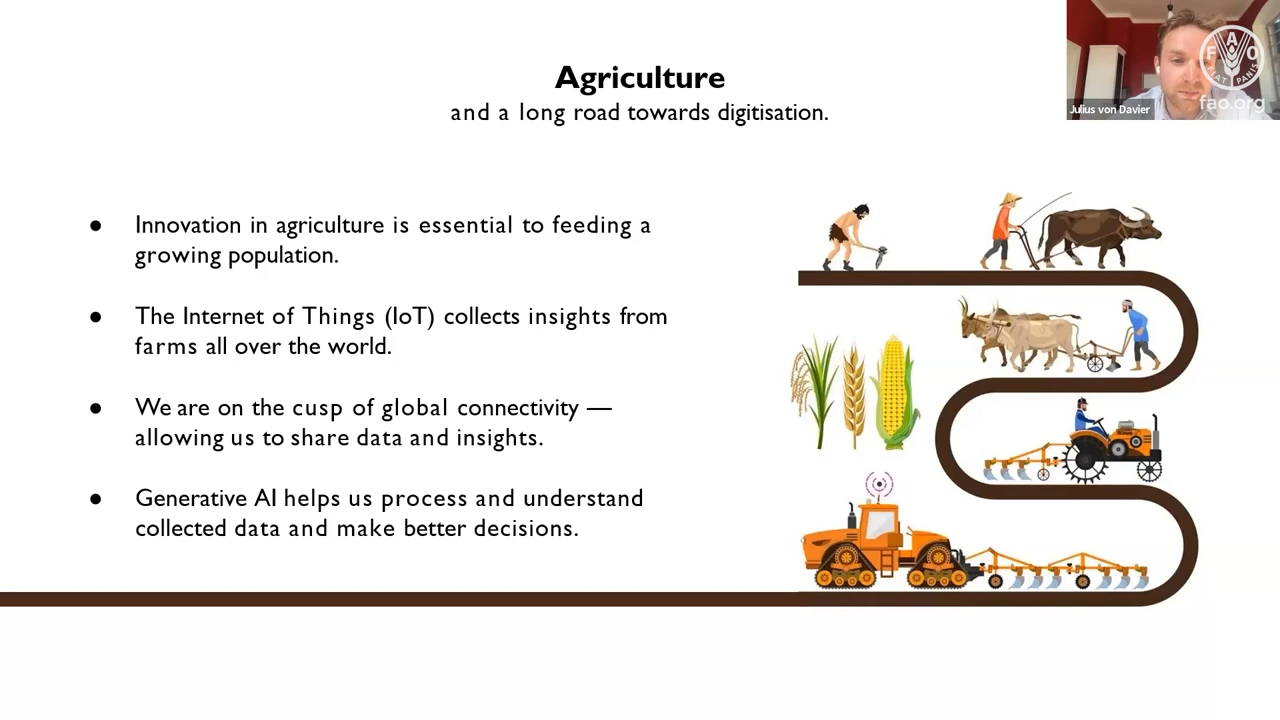 Agriculture
and a long road towards digitisation.
● Innovation in agriculture is essential to feeding a
growing population.
● The Internet of Things (IoT) collects insights from
farms all over the world.
● We are on the cusp of global connectivity —
allowing us to share data and insights.
● Generative AI helps us process and understand
collected data and make better decisions.
Julius von Davier
F A O
FIAT PANIS
fao.org